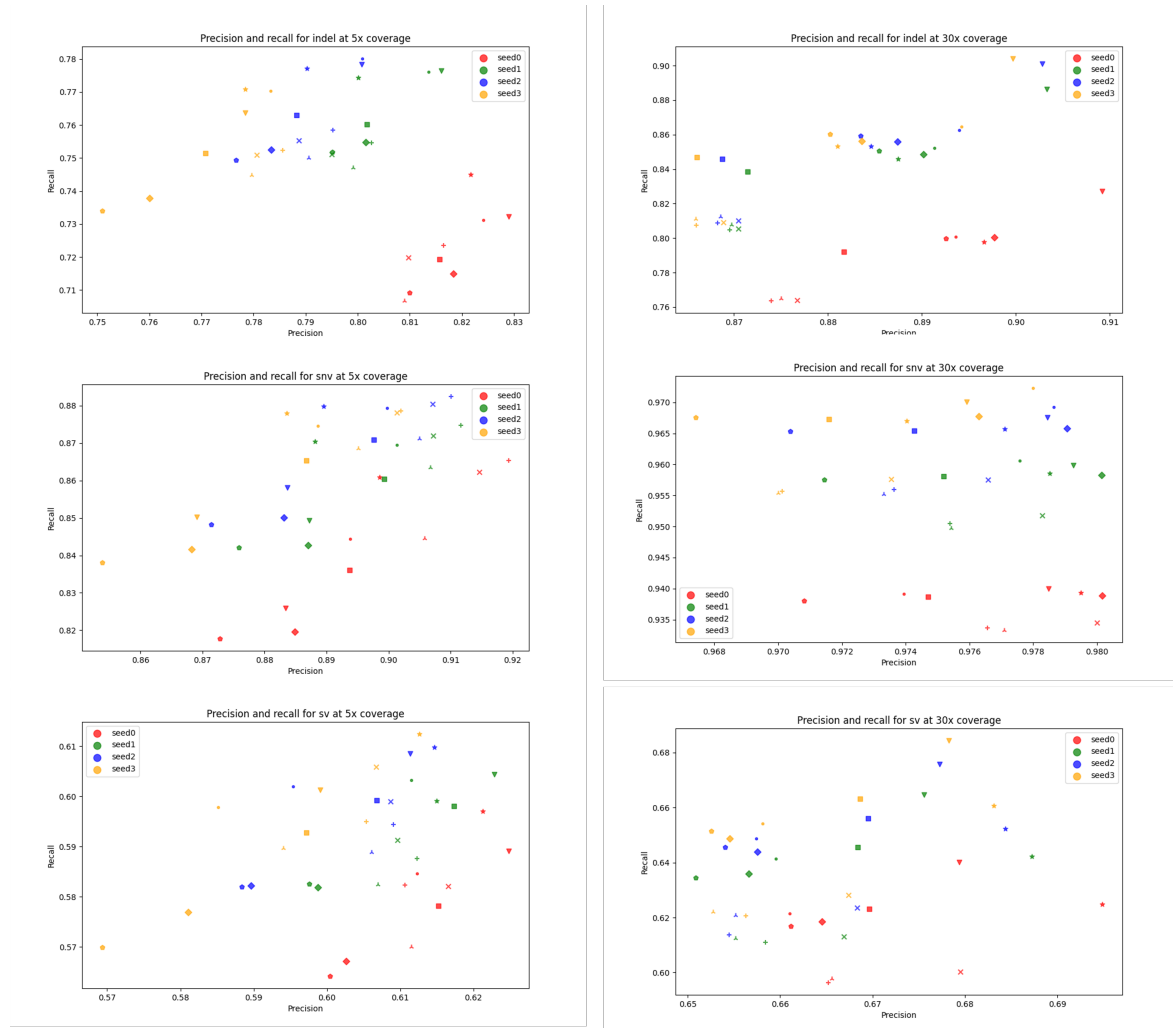 Precision and recall for indel at 5x coverage
0.78
0.77
0.76
0.75
0.74
0.73
0.72
0.71
Recall
seed0
seed1
seed2
seed3
0.75 0.76 0.77 0.78 0.79 0.80 0.81 0.82 0.83
Precision
Precision and recall for indel at 30x coverage
0.90
0.88
0.86
0.84
0.82
0.80
0.78
0.76
Recall
seed0
seed1
seed2
seed3
0.87 0.88 0.89 0.90 0.91
Precision
Precision and recall for snv at 5x coverage
0.88
0.87
0.86
0.85
0.84
0.83
0.82
Recall
seed0
seed1
seed2
seed3
0.86 0.87 0.88 0.89 0.90 0.91 0.92
Precision
Precision and recall for snv at 30x coverage
0.970
0.965
0.960
0.955
0.950
0.945
0.940
0.935
Recall
seed0
seed1
seed2
seed3
0.968 0.970 0.972 0.974 0.976 0.978 0.980
Precision
Precision and recall for sv at 5x coverage
0.61
0.60
0.59
0.58
0.57
Recall
seed0
seed1
seed2
seed3
0.57 0.58 0.59 0.60 0.61 0.62
Precision
Precision and recall for sv at 30x coverage
0.68
0.66
0.64
0.62
0.60
Recall
seed0
seed1
seed2
seed3
0.65 0.66 0.67 0.68 0.69
Precision